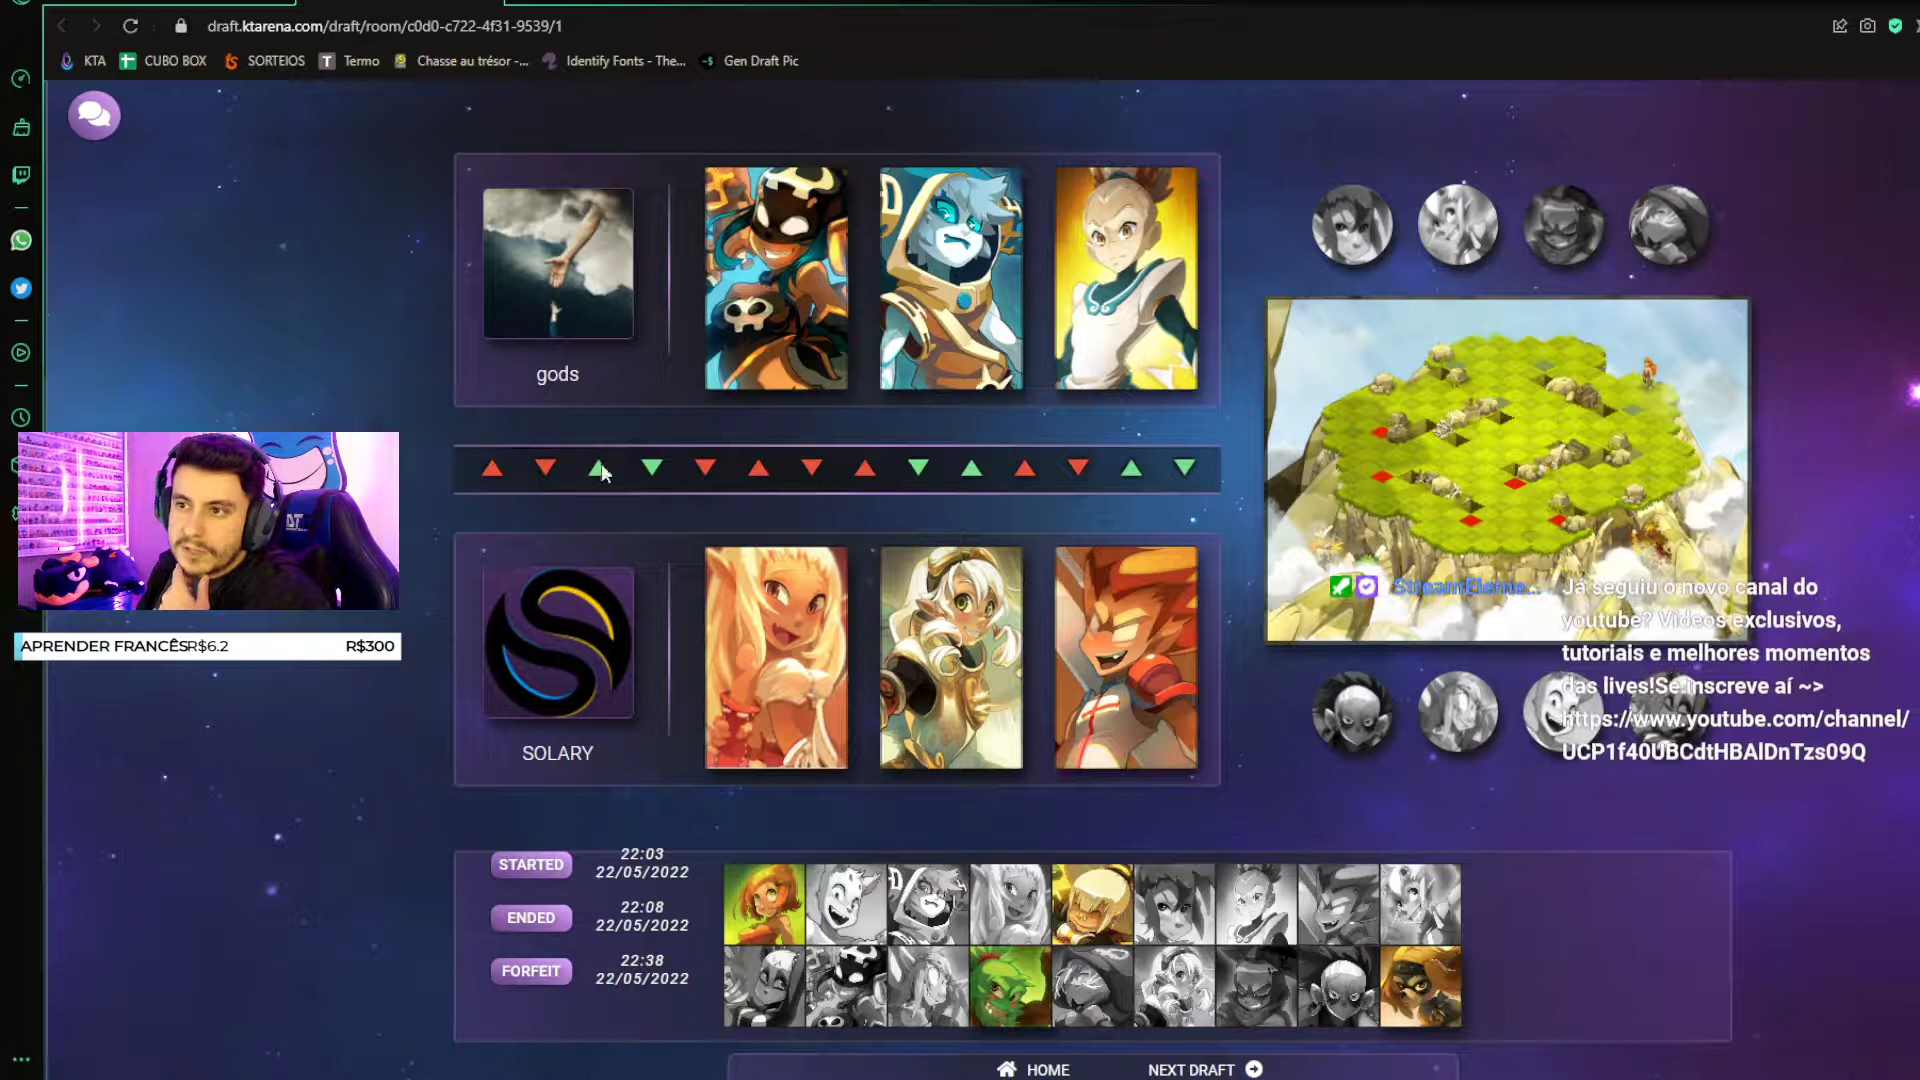 draft.ktarena.com/draft/room/c0d0-c722-4f31-9539/1
KTA CUBO BOX SORTEIOS T Termo Chasse au trésor -... Identify Fonts - The... Gen Draft Pic
gods
SOLARY
APRENDER FRANCÊSR$6.2 R$300
StreamEleme... Já seguiu o novo canal do
youtube? Vídeos exclusivos,
tutoriais e melhores momentos
das lives!Se inscreve aí ~>
https://www.youtube.com/channel/
UCP1f40UBCdtHBAlDnTzs09Q
STARTED 22:03
22/05/2022
ENDED 22:08
22/05/2022
FORFEIT 22:38
22/05/2022
HOME NEXT DRAFT